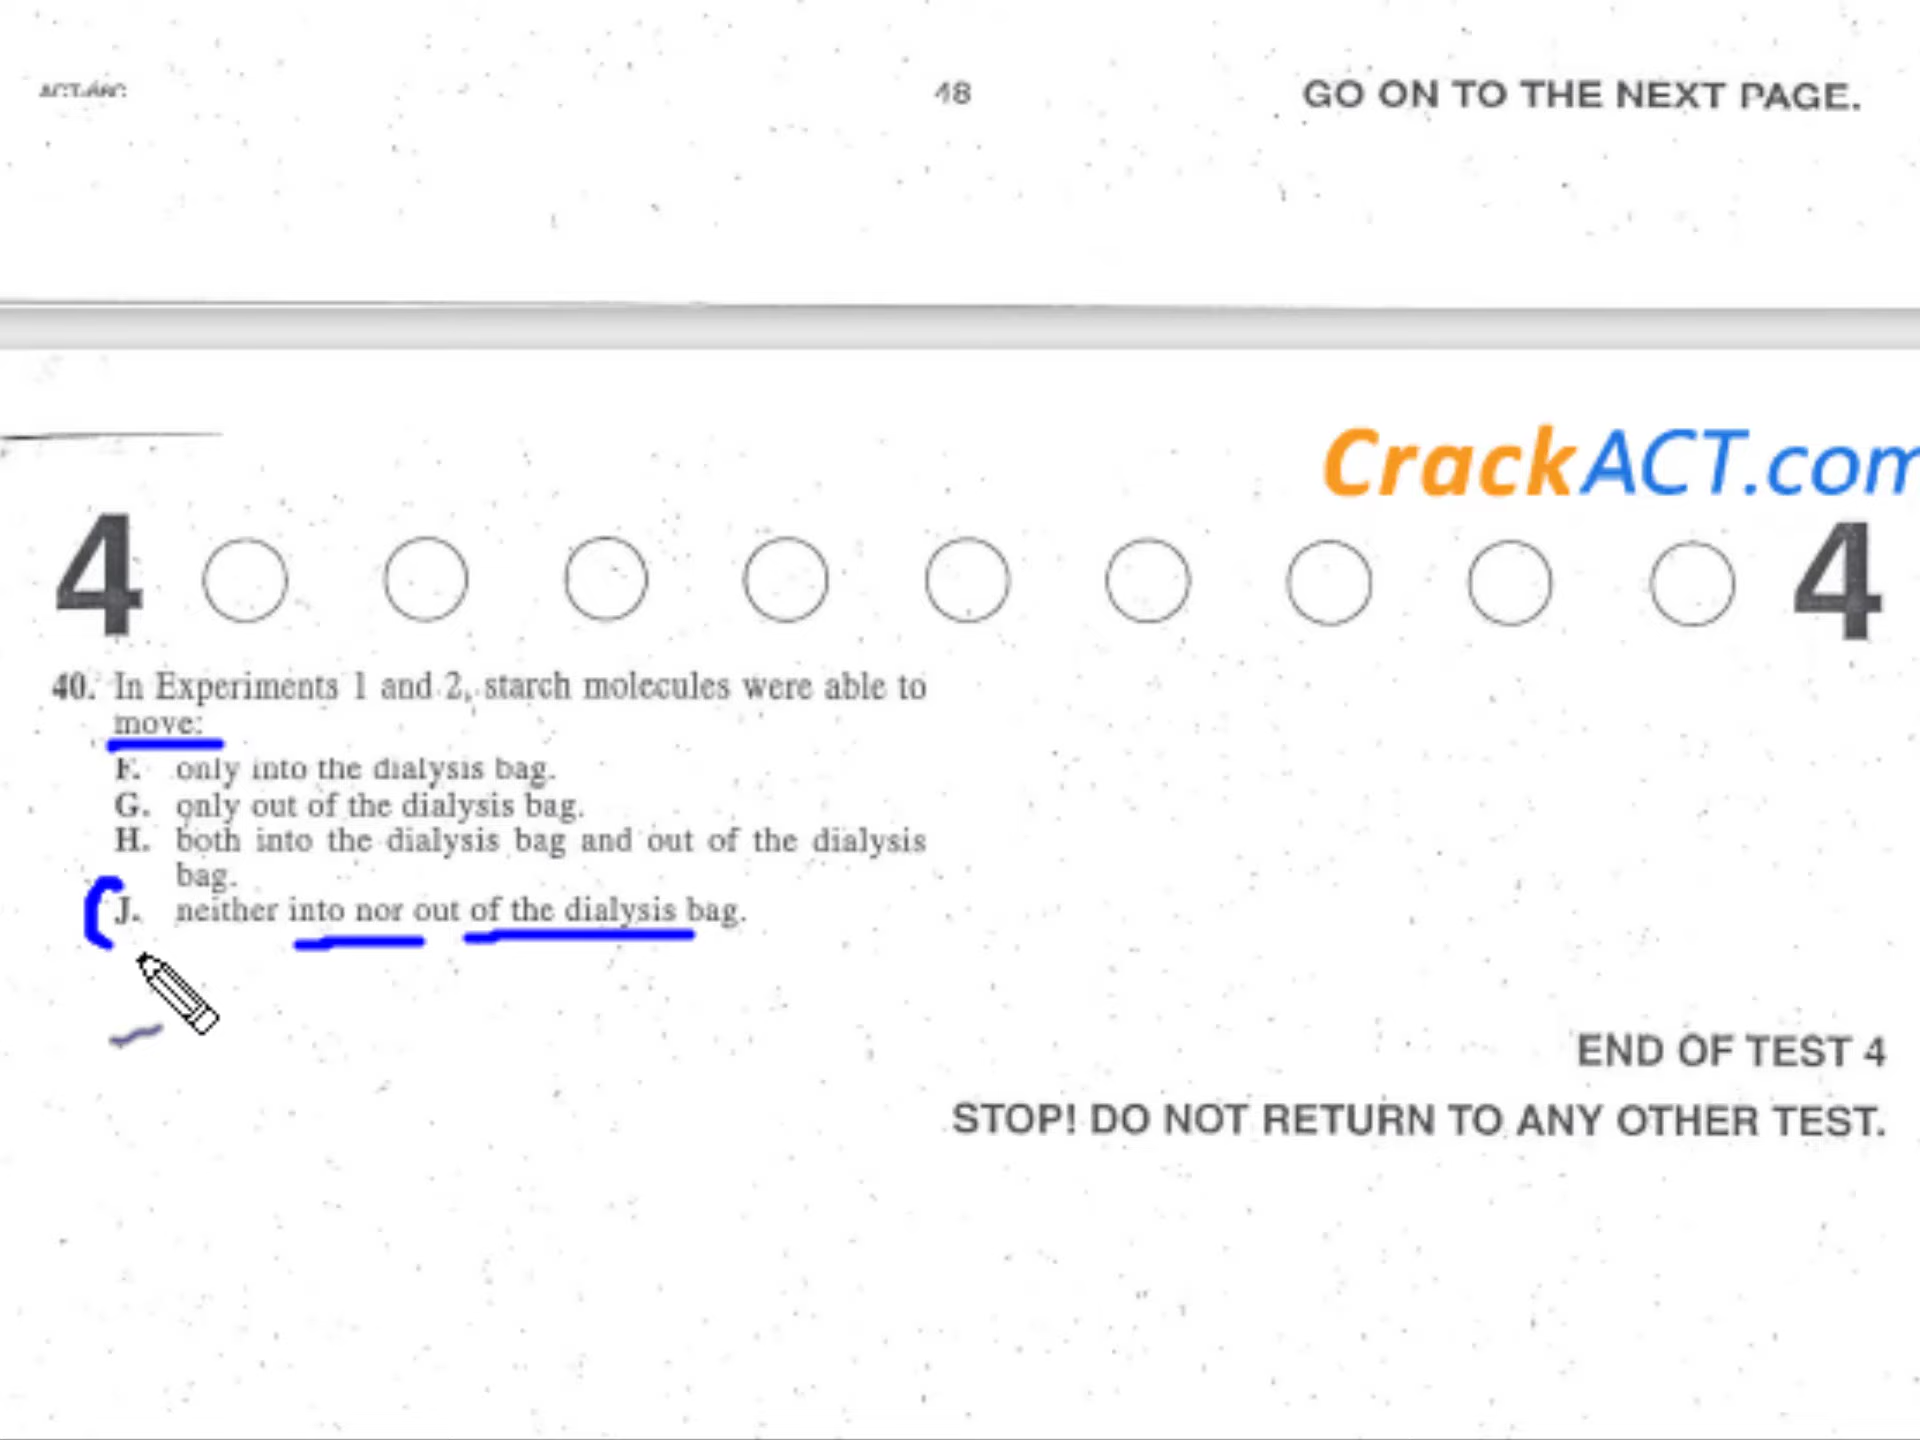 48
GO ON TO THE NEXT PAGE.
CrackACT.com
4
4
40. In Experiments 1 and 2, starch molecules were able to
move:
F. only into the dialysis bag.
G. only out of the dialysis bag.
H. both into the dialysis bag and out of the dialysis
bag.
J. neither into nor out of the dialysis bag.
END OF TEST 4
STOP! DO NOT RETURN TO ANY OTHER TEST.